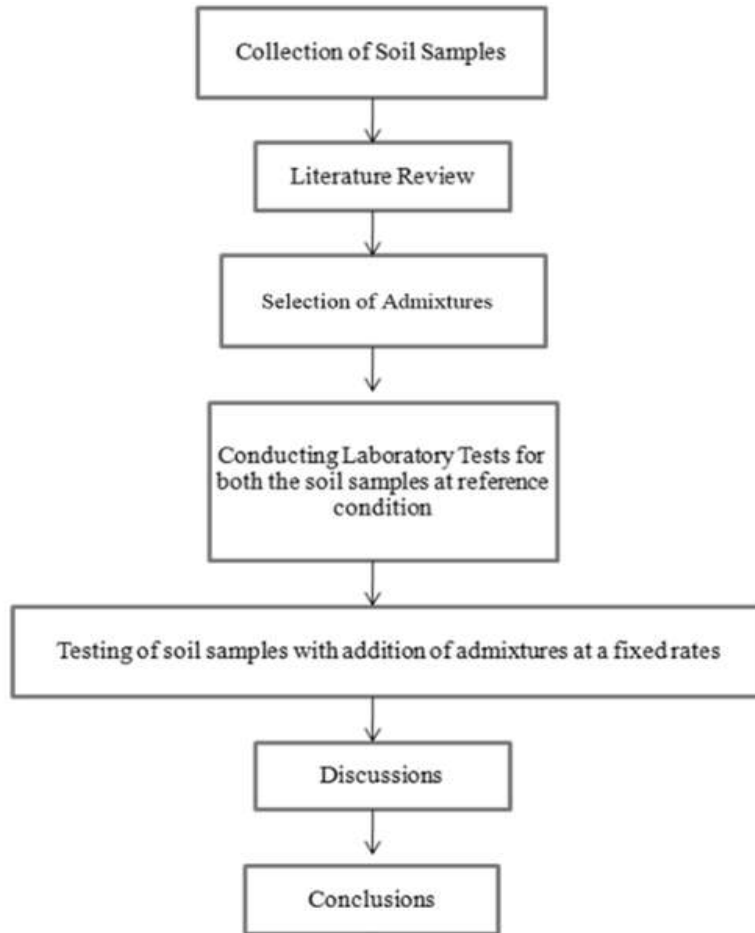 Collection of Soil Samples
Literature Review
Selection of Admixtures
Conducting Laboratory Tests for
both the soil samples at reference
condition
Testing of soil samples with addition of admixtures at a fixed rates
Discussions
Conclusions